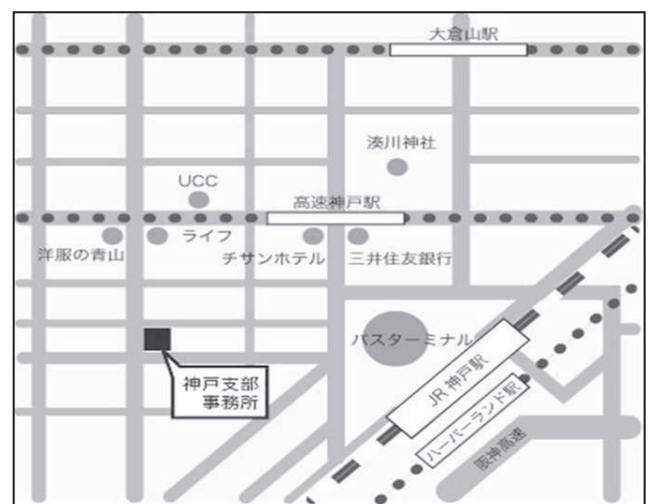 大倉山駅
湊川神社
UCC
高速神戸駅
洋服の青山
ライフ
チサンホテル
三井住友銀行
バスターミナル
神戸支部
事務所
JR 神戸駅
ハーバーランド駅
阪神高速